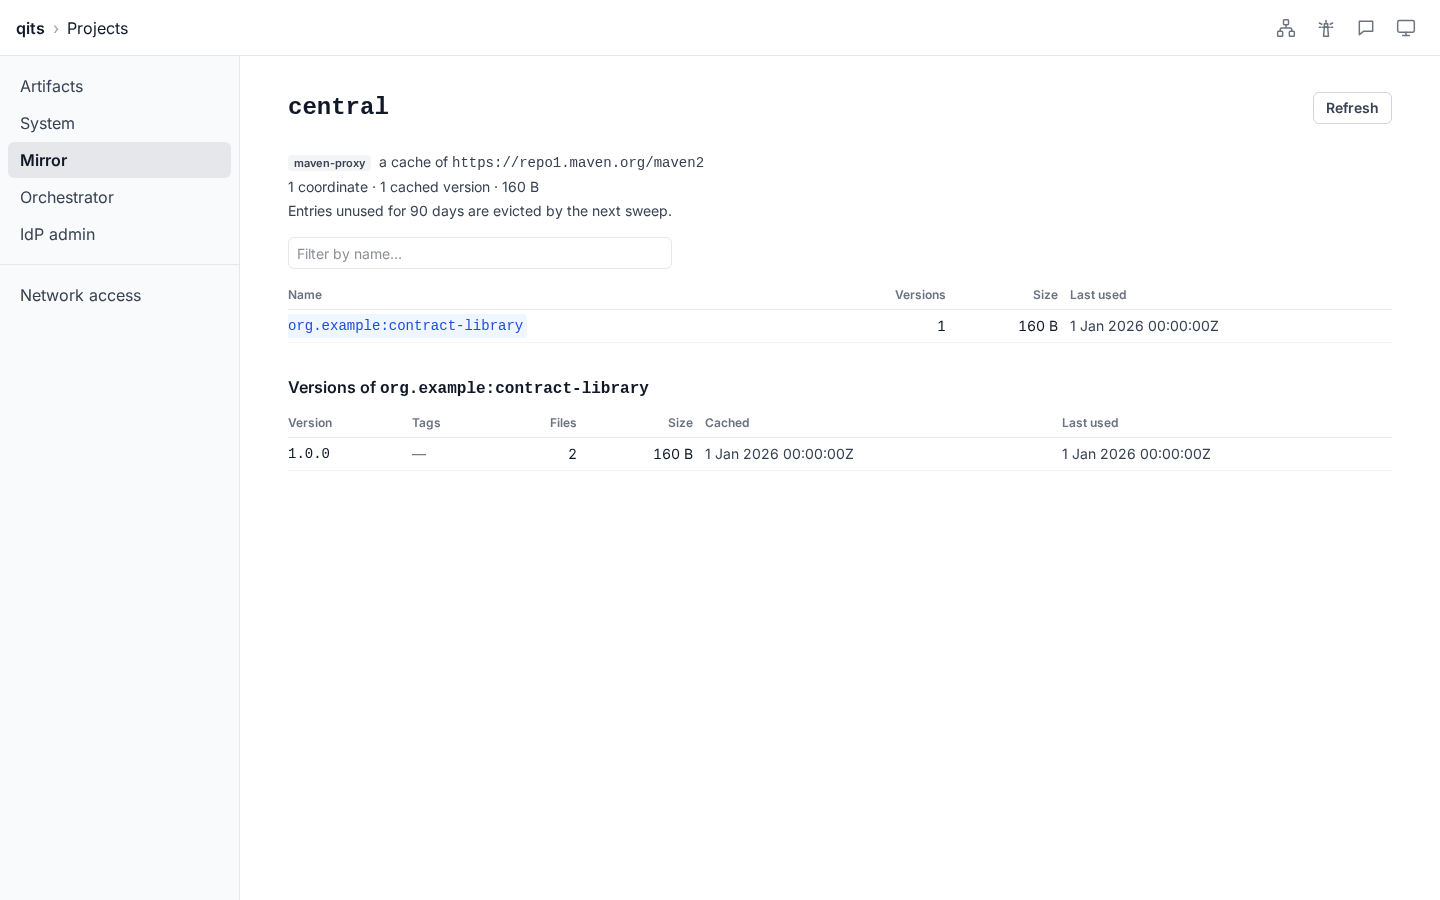 qits › Projects
Artifacts
System
Mirror
Orchestrator
IdP admin
Network access
central
Refresh
maven-proxy a cache of https://repo1.maven.org/maven2
1 coordinate · 1 cached version · 160 B
Entries unused for 90 days are evicted by the next sweep.
Filter by name...
Name Versions Size Last used
org.example:contract-library 1 160 B 1 Jan 2026 00:00:00Z
Versions of org.example:contract-library
Version Tags Files Size Cached Last used
1.0.0 — 2 160 B 1 Jan 2026 00:00:00Z 1 Jan 2026 00:00:00Z